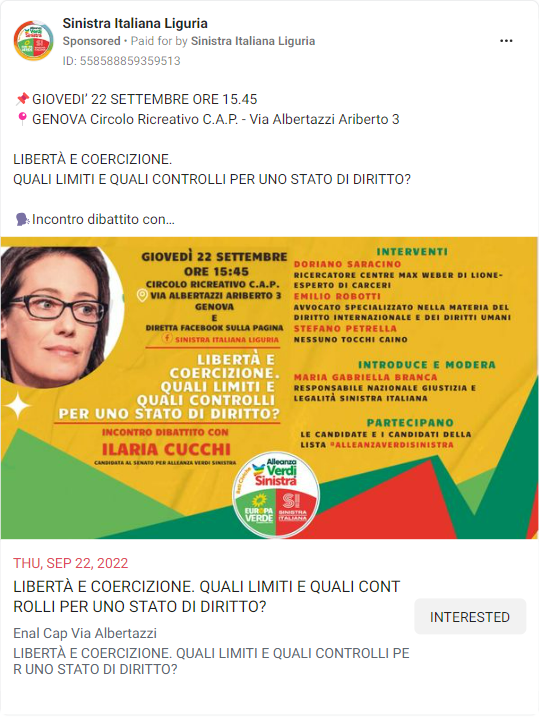 Sinistra Italiana Liguria
Sponsored • Paid for by Sinistra Italiana Liguria
ID: 558588859359513
📌GIOVEDI’ 22 SETTEMBRE ORE 15.45
📍GENOVA Circolo Ricreativo C.A.P. - Via Albertazzi Ariberto 3
LIBERTÀ E COERCIZIONE.
QUALI LIMITI E QUALI CONTROLLI PER UNO STATO DI DIRITTO?
🗣Incontro dibattito con…
GIOVEDÌ 22 SETTEMBRE
ORE 15:45
CIRCOLO RICREATIVO C.A.P.
VIA ALBERTAZZI ARIBERTO 3
GENOVA
E
DIRETTA FACEBOOK SULLA PAGINA
SINISTRA ITALIANA LIGURIA
LIBERTÀ E
COERCIZIONE.
QUALI LIMITI E
QUALI CONTROLLI
PER UNO STATO DI DIRITTO?
INCONTRO DIBATTITO CON
ILARIA CUCCHI
CANDIDATA AL SENATO PER ALLEANZA VERDI SINISTRA
INTERVENTI
DORIANO SARACINO
RICERCATORE CENTRE MAX WEBER DI LIONE-
ESPERTO DI CARCERI
EMILIO ROBOTTI
AVVOCATO SPECIALIZZATO NELLA MATERIA DEL
DIRITTO INTERNAZIONALE E DEI DIRITTI UMANI
STEFANO PETRELLA
NESSUNO TOCCHI CAINO
INTRODUCE E MODERA
MARIA GABRIELLA BRANCA
RESPONSABILE NAZIONALE GIUSTIZIA E
LEGALITÀ SINISTRA ITALIANA
PARTECIPANO
LE CANDIDATE E I CANDIDATI DELLA
LISTA #ALLEANZAVERDISINISTRA
Alleanza
Verdi
Sinistra
EUROPA
VERDE
SI
SINISTRA
ITALIANA
THU, SEP 22, 2022
LIBERTÀ E COERCIZIONE. QUALI LIMITI E QUALI CONT
ROLLI PER UNO STATO DI DIRITTO?
INTERESTED
Enal Cap Via Albertazzi
LIBERTÀ E COERCIZIONE. QUALI LIMITI E QUALI CONTROLLI PE
R UNO STATO DI DIRITTO?